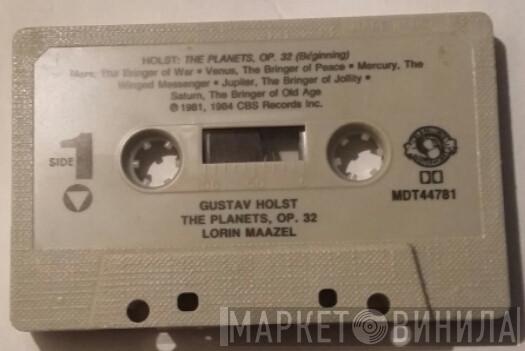 HOLST: THE PLANETS, OP. 32 (Beginning)
Mars, The Bringer of War • Venus, The Bringer of Peace • Mercury, The
Winged Messenger • Jupiter, The Bringer of Jollity •
Saturn, The Bringer of Old Age
℗ 1981, 1984 CBS Records Inc.
SIDE 1
MDT44781
GUSTAV HOLST
THE PLANETS, OP. 32
LORIN MAAZEL
МАРКЕТ ВИНИЛА